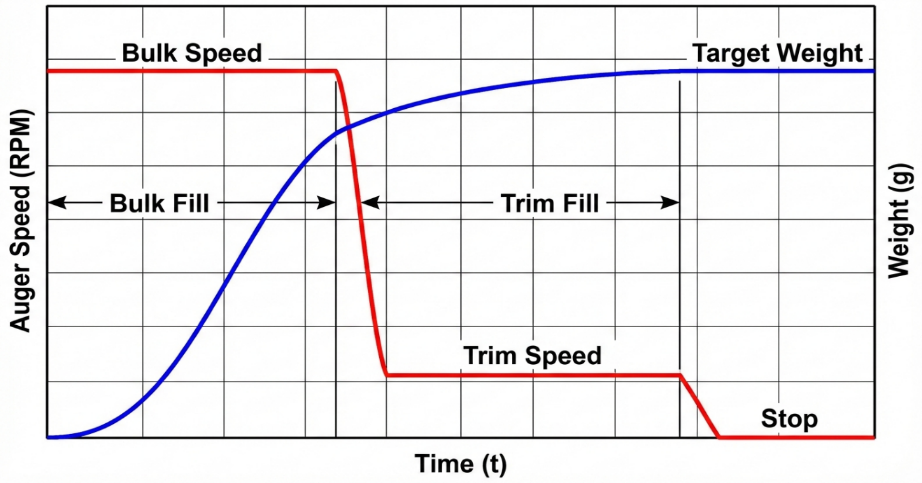 Bulk Speed
Target Weight
Auger Speed (RPM)
Bulk Fill
Trim Fill
Weight (g)
Trim Speed
Stop
Time (t)